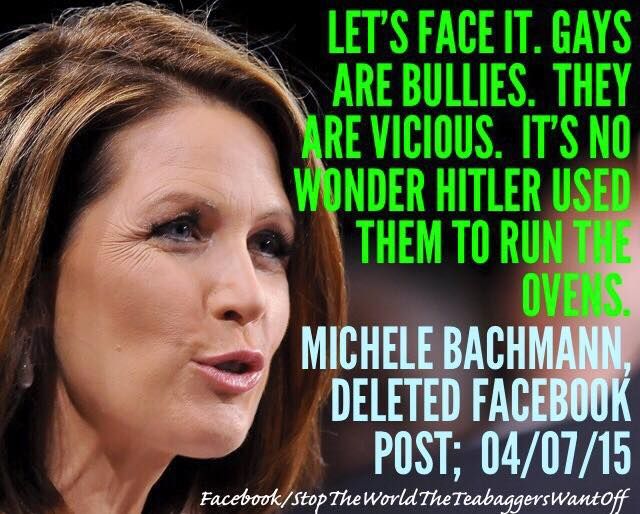 LET'S FACE IT. GAYS
ARE BULLIES. THEY
ARE VICIOUS. IT'S NO
WONDER HITLER USED
THEM TO RUN THE
OVENS.
MICHELE BACHMANN,
DELETED FACEBOOK
POST; 04/07/15
Facebook/StopTheWorldTheTeabaggersWantOff